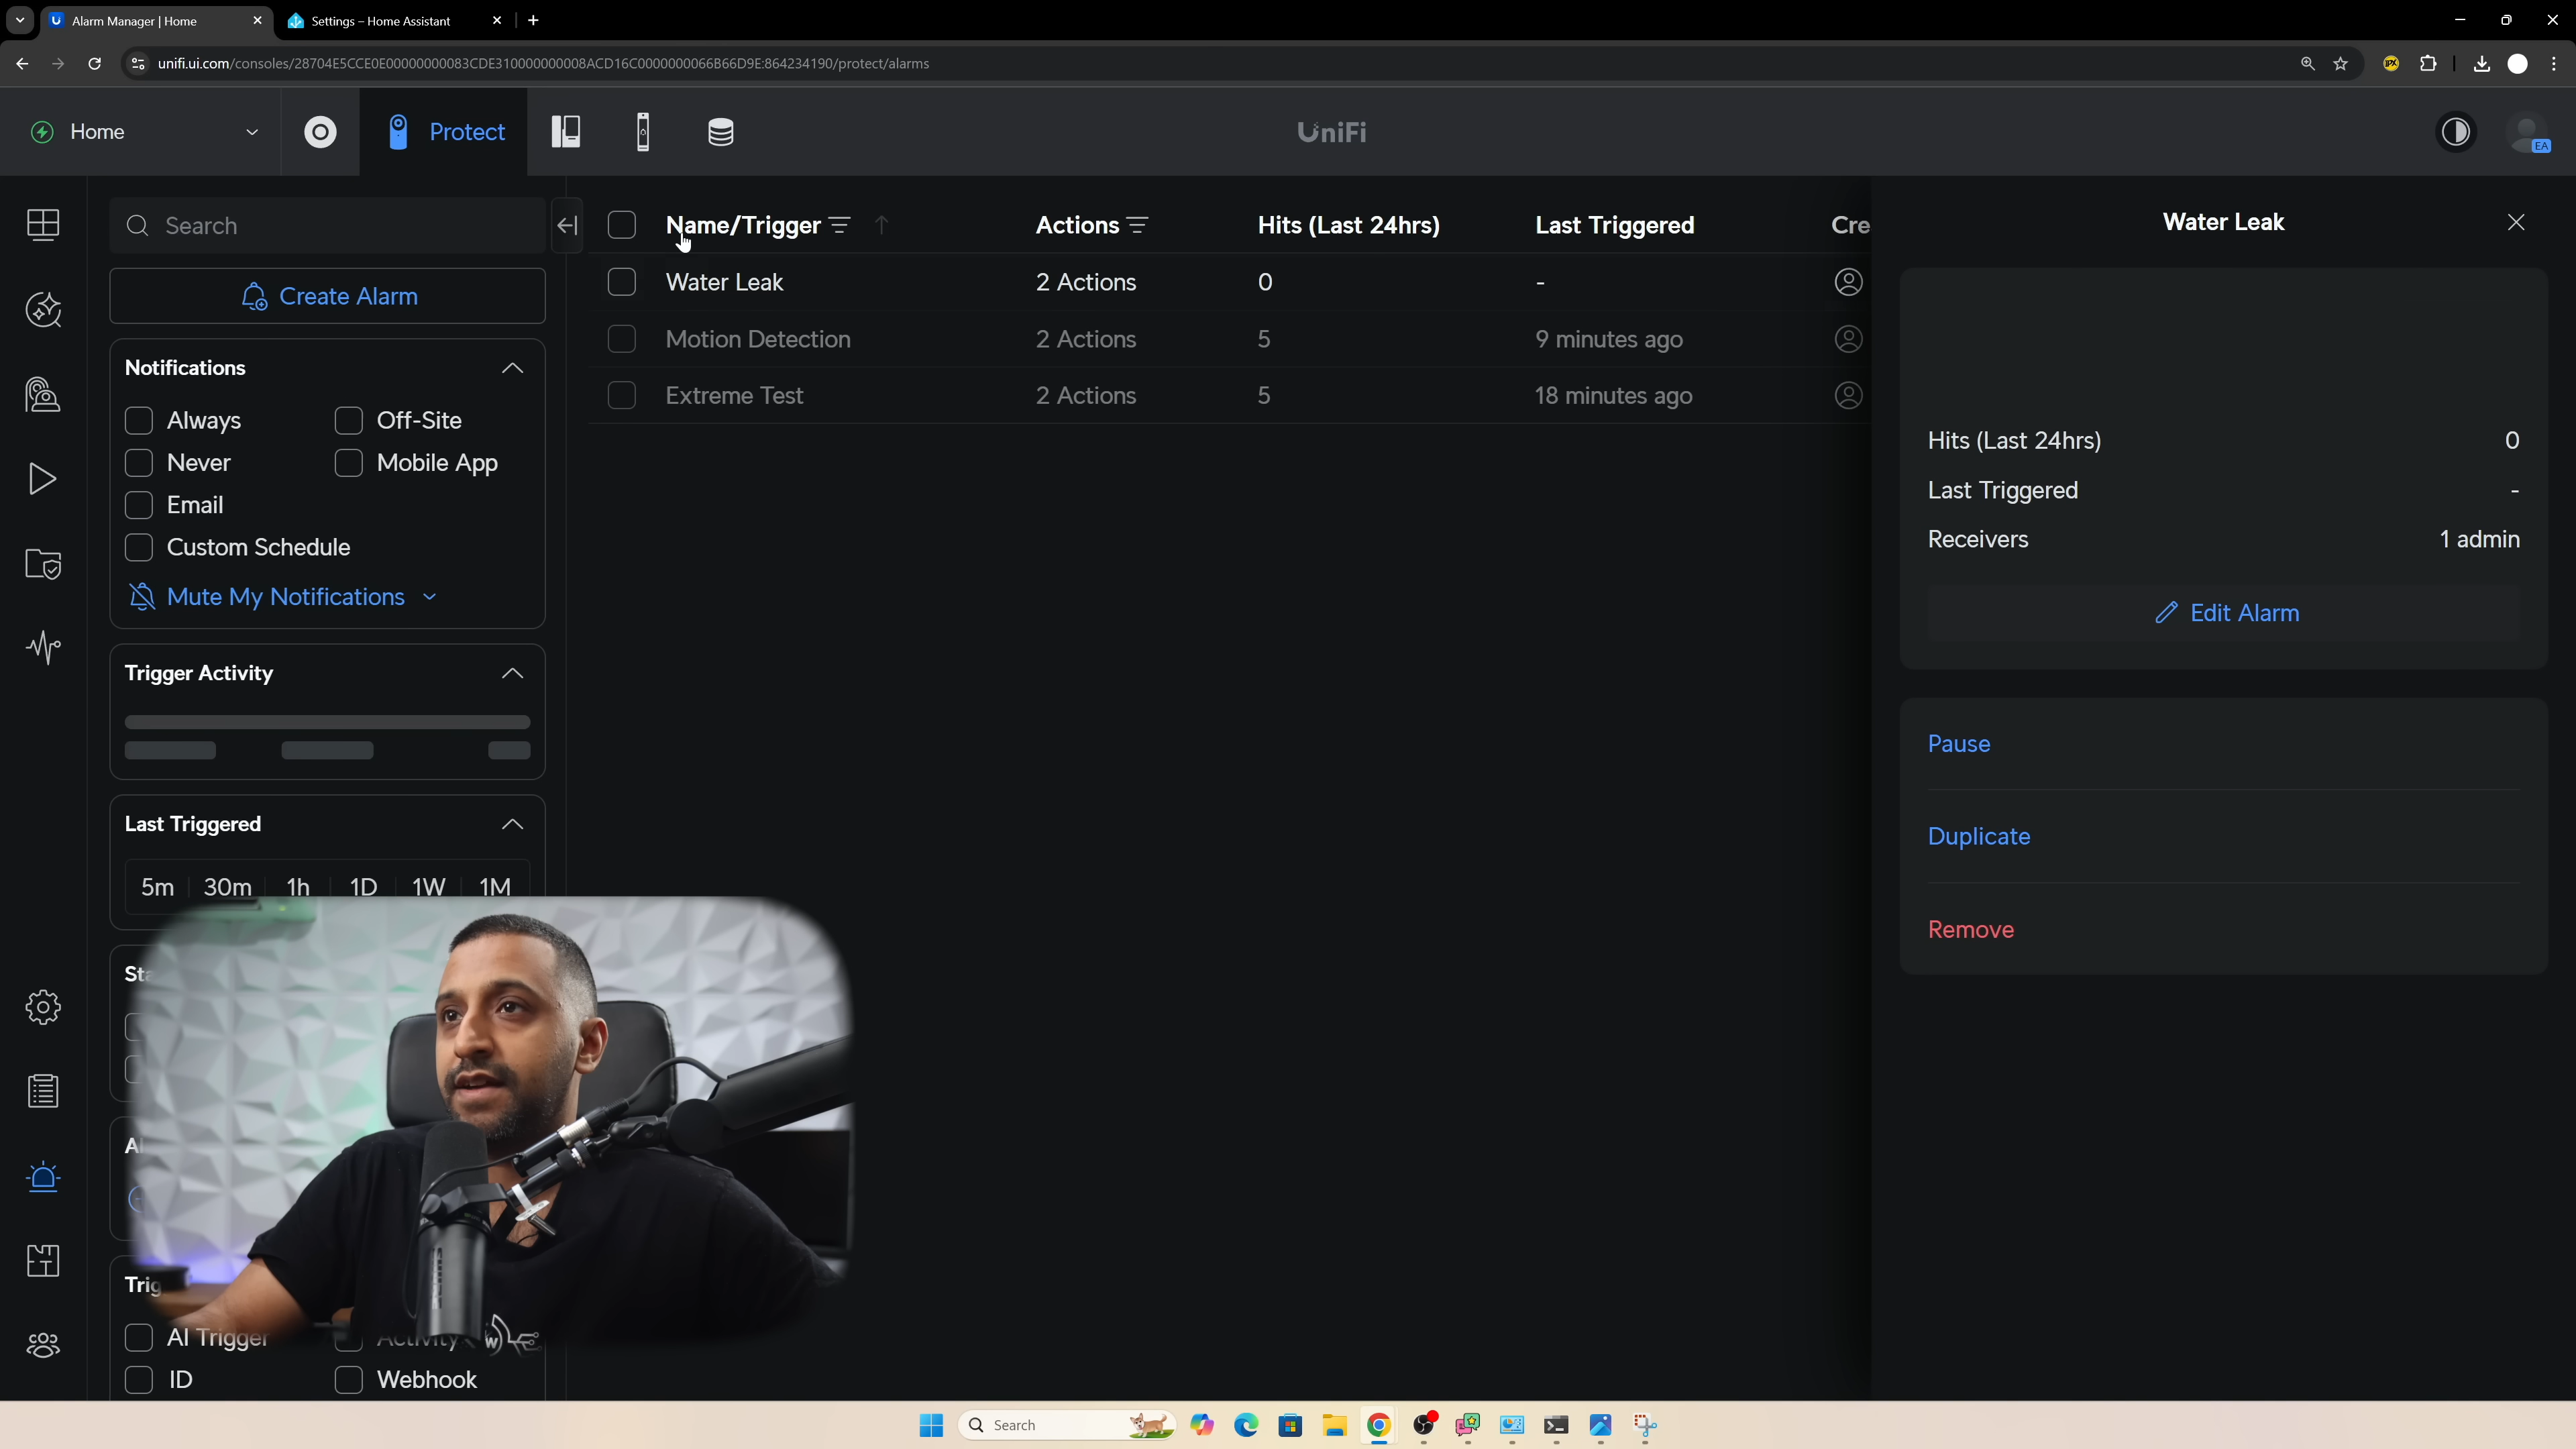 Alarm Manager | Home
Settings – Home Assistant
unifi.ui.com/consoles/28704E5CCE0E00000000083CDE310000000008ACD16C0000000066B66D9E:864234190/protect/alarms
Home
Protect
UniFi
EA
Search
Create Alarm
Notifications
Always
Off-Site
Never
Mobile App
Email
Custom Schedule
Mute My Notifications
Trigger Activity
Last Triggered
5m 30m 1h 1D 1W 1M
AI Trigger
Activity
ID
Webhook
Name/Trigger Actions Hits (Last 24hrs) Last Triggered Cre
Water Leak 2 Actions 0 -
Motion Detection 2 Actions 5 9 minutes ago
Extreme Test 2 Actions 5 18 minutes ago
Water Leak
Hits (Last 24hrs) 0
Last Triggered -
Receivers 1 admin
Edit Alarm
Pause
Duplicate
Remove
Search